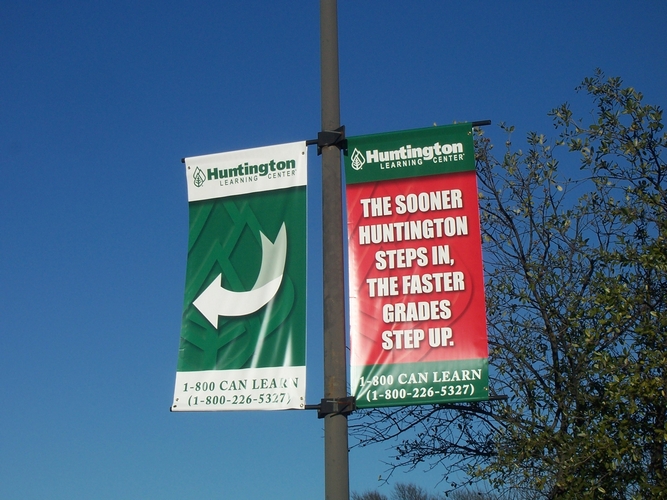 Huntington
LEARNING CENTER
1-800 CAN LEARN
(1-800-226-5327)
Huntington
LEARNING CENTER
THE SOONER
HUNTINGTON
STEPS IN,
THE FASTER
GRADES
STEP UP.
1-800 CAN LEARN
(1-800-226-5327)